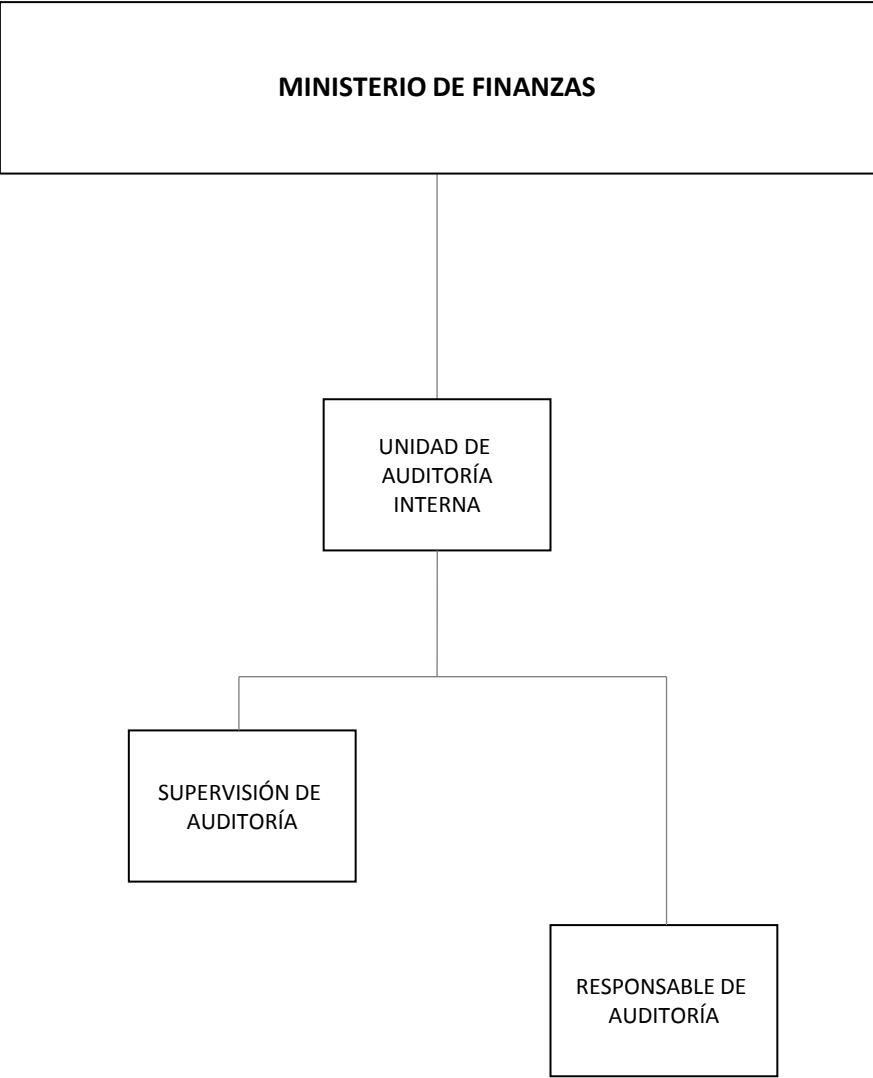 MINISTERIO DE FINANZAS
UNIDAD DE
AUDITORÍA
INTERNA
SUPERVISIÓN DE
AUDITORÍA
RESPONSABLE DE
AUDITORÍA